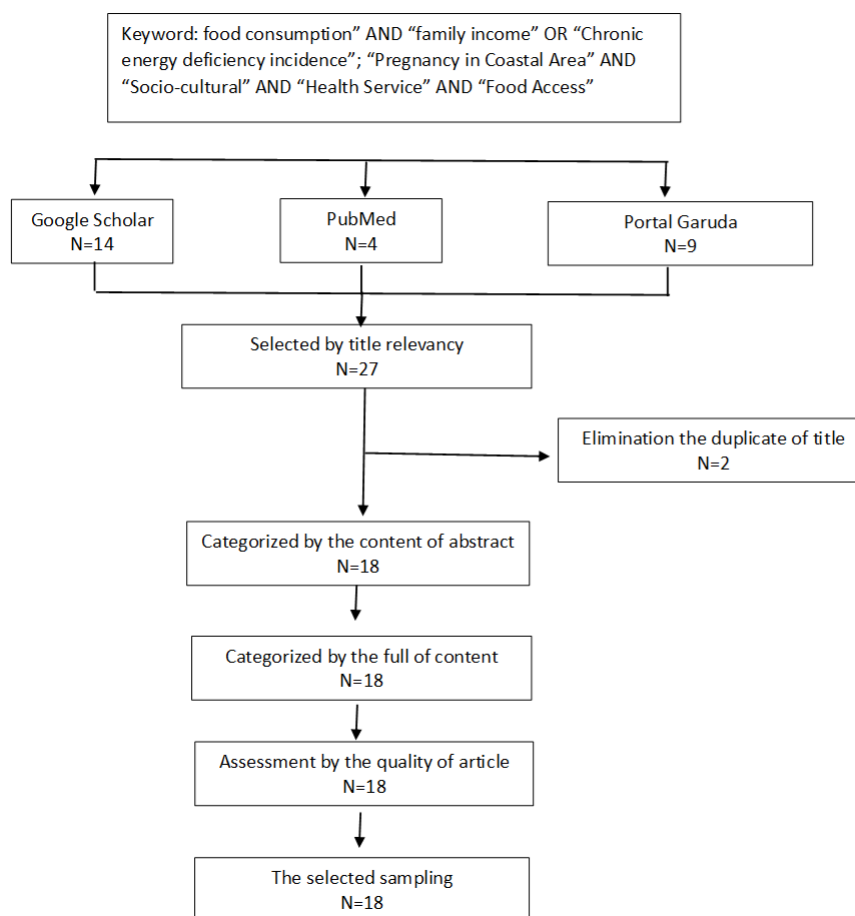 Keyword: food consumption” AND “family income” OR “Chronic
energy deficiency incidence”; “Pregnancy in Coastal Area” AND
“Socio-cultural” AND “Health Service” AND “Food Access”
Google Scholar
N=14
PubMed
N=4
Portal Garuda
N=9
Selected by title relevancy
N=27
Elimination the duplicate of title
N=2
Categorized by the content of abstract
N=18
Categorized by the full of content
N=18
Assessment by the quality of article
N=18
The selected sampling
N=18